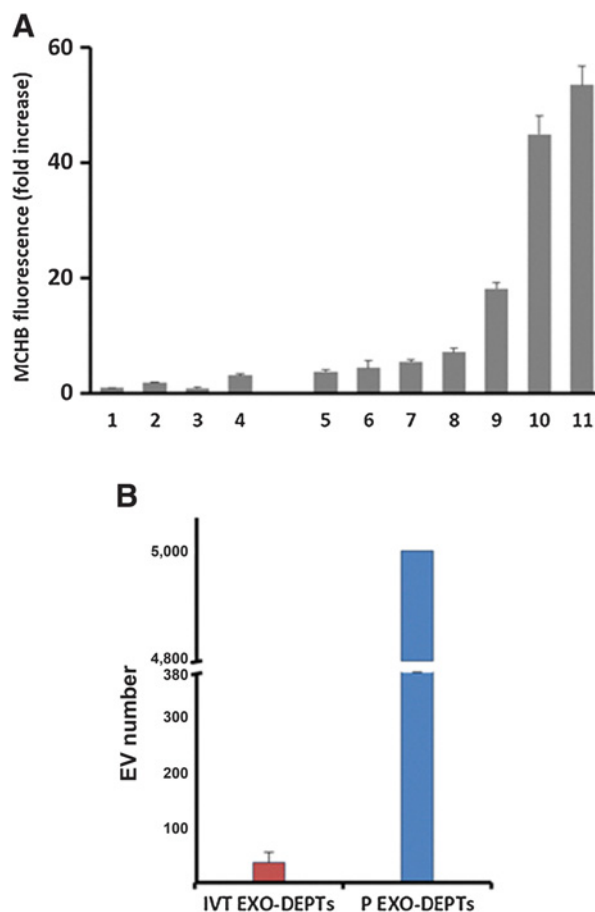 A
MCHB fluorescence (fold increase)
60
40
20
0
1 2 3 4 5 6 7 8 9 10 11
B
EV number
5,000
4,800
380
300
200
100
IVT EXO-DEPTs P EXO-DEPTs